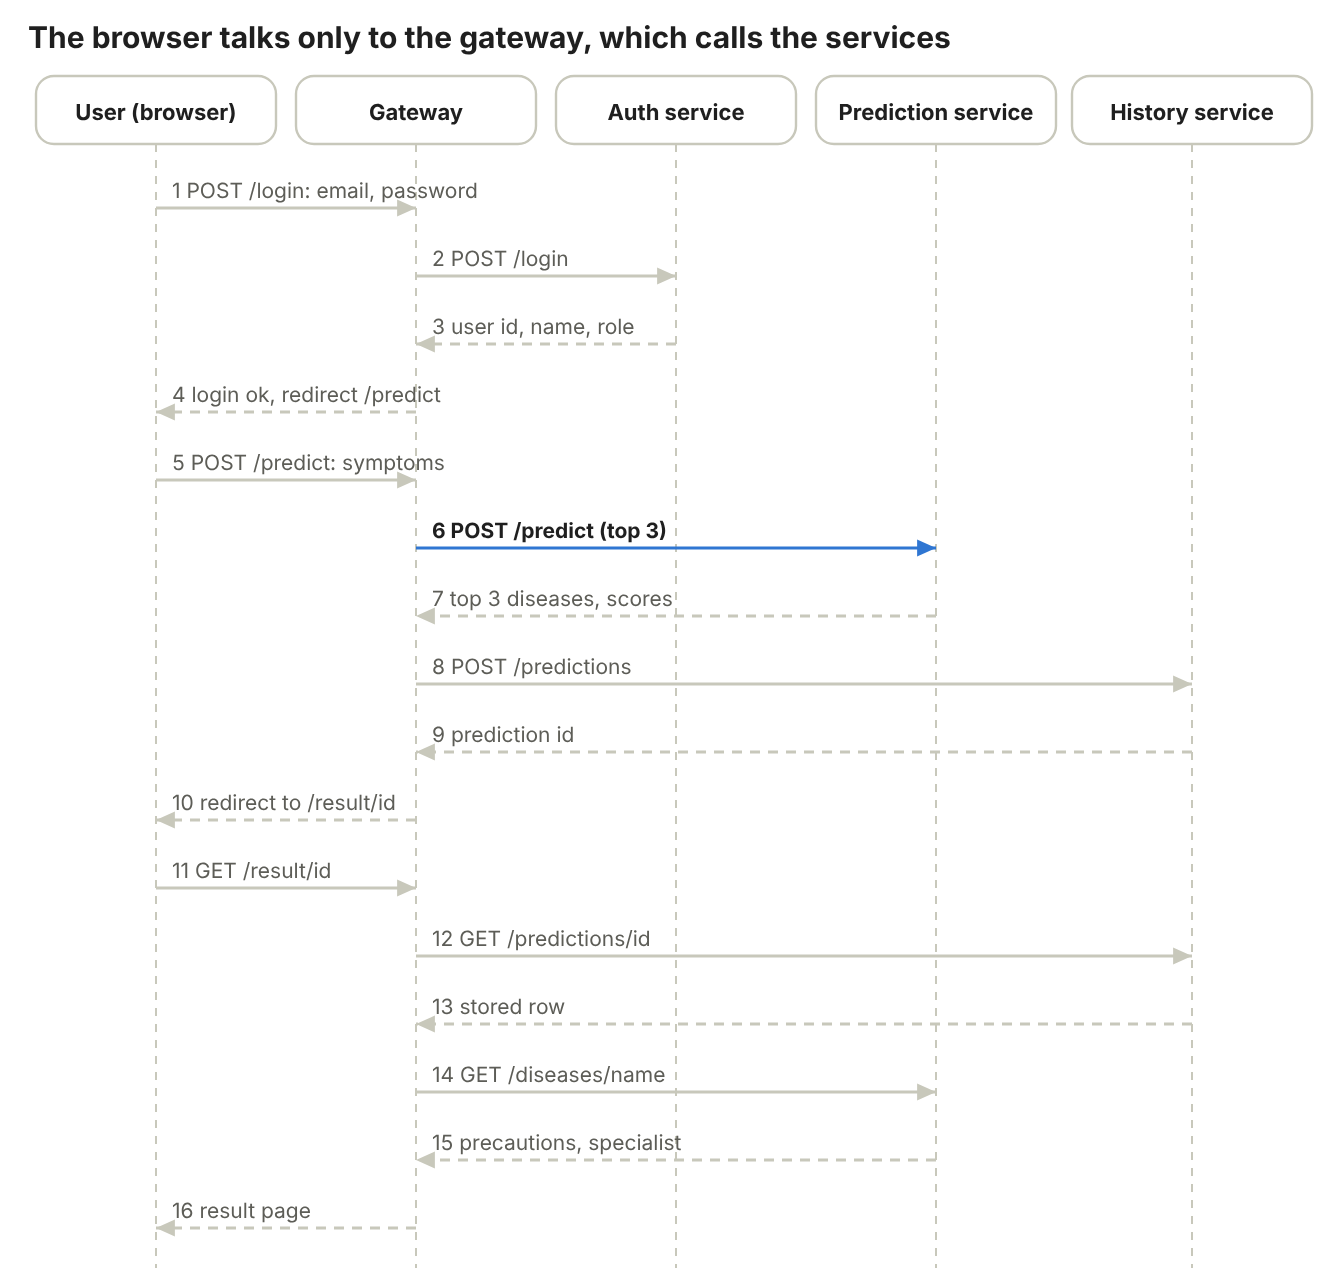 The browser talks only to the gateway, which calls the services
User (browser)
Gateway
Auth service
Prediction service
History service
1 POST /login: email, password
2 POST /login
3 user id, name, role
4 login ok, redirect /predict
5 POST /predict: symptoms
6 POST /predict (top 3)
7 top 3 diseases, scores
8 POST /predictions
9 prediction id
10 redirect to /result/id
11 GET /result/id
12 GET /predictions/id
13 stored row
14 GET /diseases/name
15 precautions, specialist
16 result page